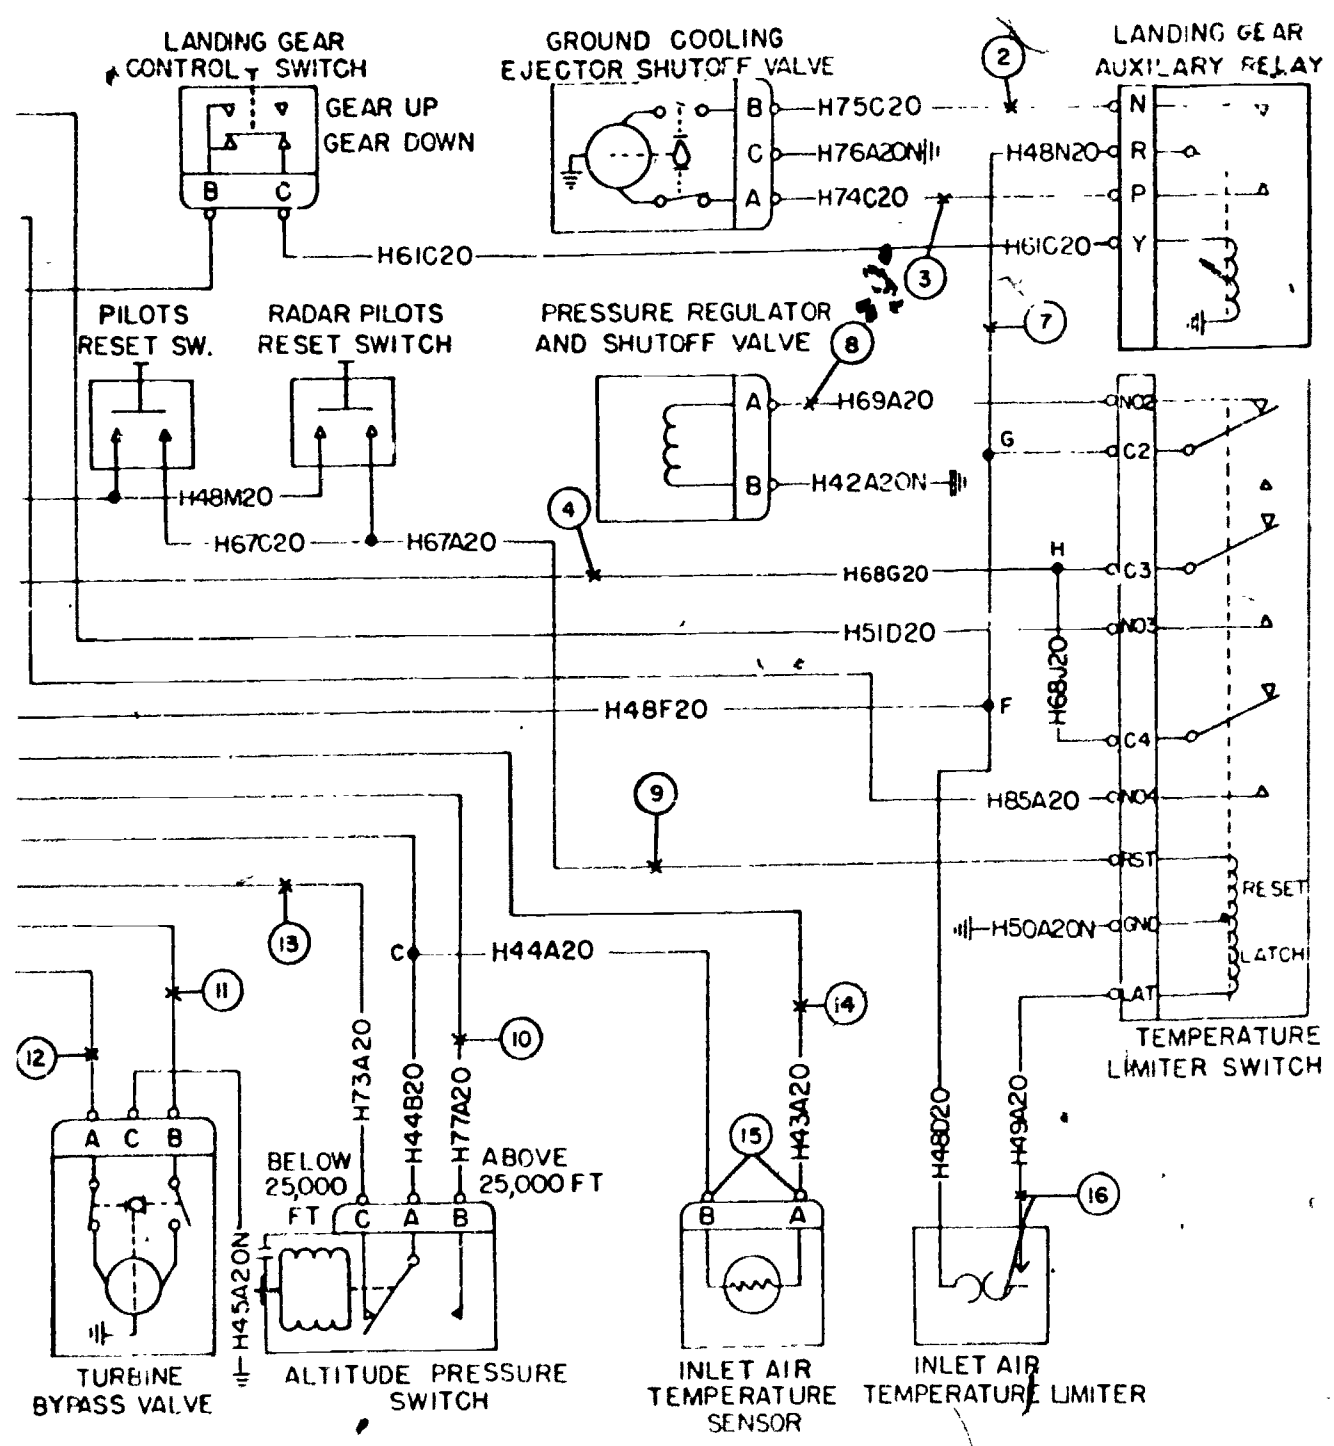 LANDING GEAR
CONTROL SWITCH
GEAR UP
GEAR DOWN
B C
GROUND COOLING
EJECTOR SHUTOFF VALVE
B
C
A
H75C20
H76A20N
H74C20
2
3
LANDING GEAR
AUXILARY RELAY
N
R
P
Y
H48N20
H61C20
H61C20
7
PILOTS
RESET SW.
RADAR PILOTS
RESET SWITCH
H48M20
H67C20
H67A20
PRESSURE REGULATOR
AND SHUTOFF VALVE
8
A
B
H69A20
H42A20N
4
G
H
F
NO2
C2
C3
NO3
C4
NO4
RST
GND
LAT
H68G20
H51D20
H68J20
H48F20
H85A20
9
H50A20N
RESET
LATCH
TEMPERATURE
LIMITER SWITCH
13
11
12
10
14
15
16
C
H44A20
H73A20
H44B20
H77A20
H43A20
H48D20
H49A20
H45A20N
A C B
TURBINE
BYPASS VALVE
BELOW
25,000
FT
ABOVE
25,000 FT
C A B
ALTITUDE PRESSURE
SWITCH
B A
INLET AIR
TEMPERATURE
SENSOR
INLET AIR
TEMPERATURE LIMITER